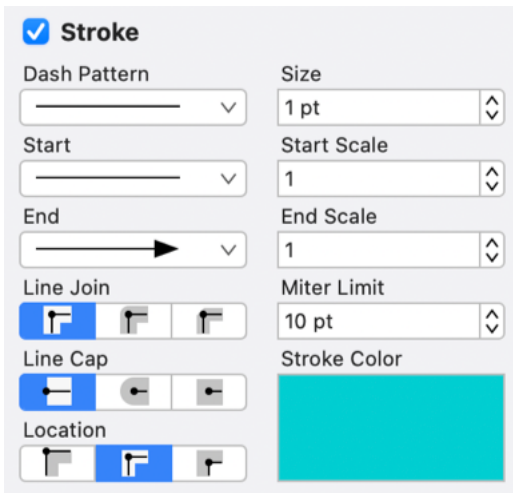 Stroke
Dash Pattern
Size
1 pt
Start
Start Scale
1
End
End Scale
1
Line Join
Miter Limit
10 pt
Line Cap
Stroke Color
Location